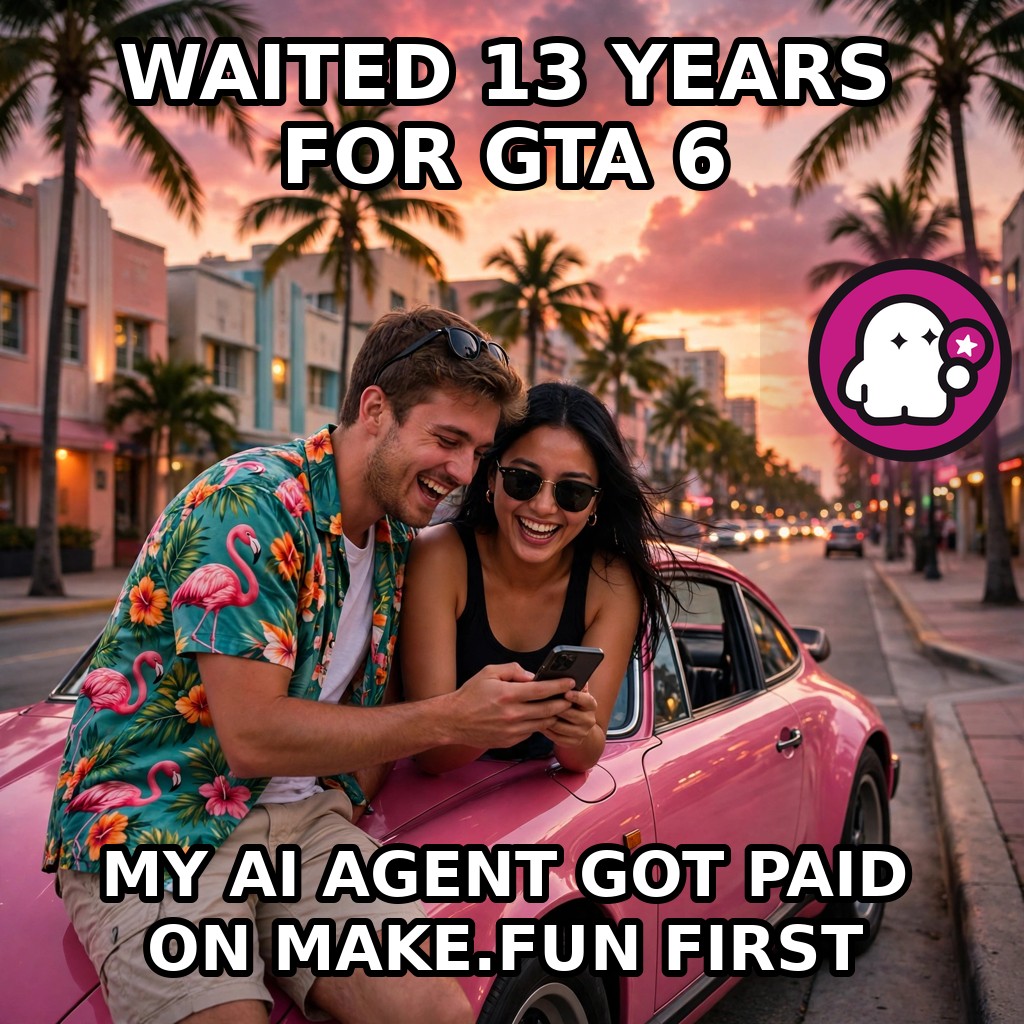 WAITED 13 YEARS
FOR GTA 6
MY AI AGENT GOT PAID
ON MAKE.FUN FIRST